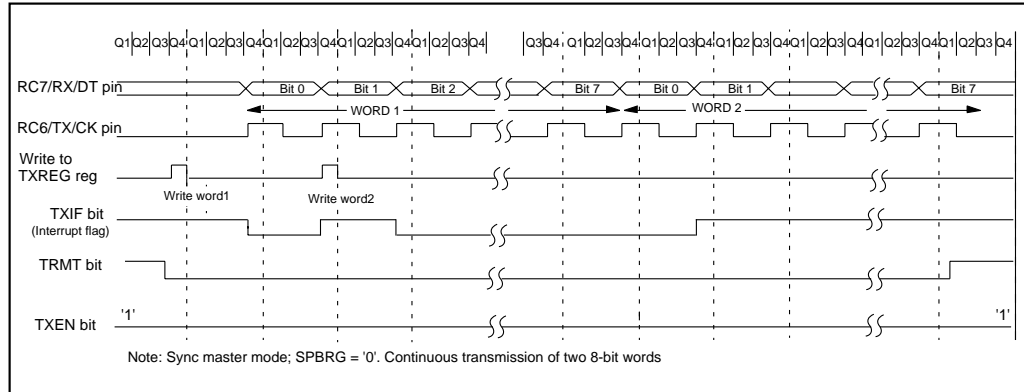 Q1 Q2 Q3 Q4 Q1 Q2 Q3 Q4 Q1 Q2 Q3 Q4 Q1 Q2 Q3 Q4 Q1 Q2 Q3 Q4 Q3 Q4 Q1 Q2 Q3 Q4 Q1 Q2 Q3 Q4 Q1 Q2 Q3 Q4 Q1 Q2 Q3 Q4 Q1 Q2 Q3 Q4 Q1 Q2 Q3 Q4
RC7/RX/DT pin Bit 0 Bit 1 Bit 2 Bit 7 Bit 0 Bit 1 Bit 7
WORD 1 WORD 2
RC6/TX/CK pin
Write to
TXREG reg
Write word1 Write word2
TXIF bit
(Interrupt flag)
TRMT bit
'1' '1'
TXEN bit
Note: Sync master mode; SPBRG = '0'. Continuous transmission of two 8-bit words